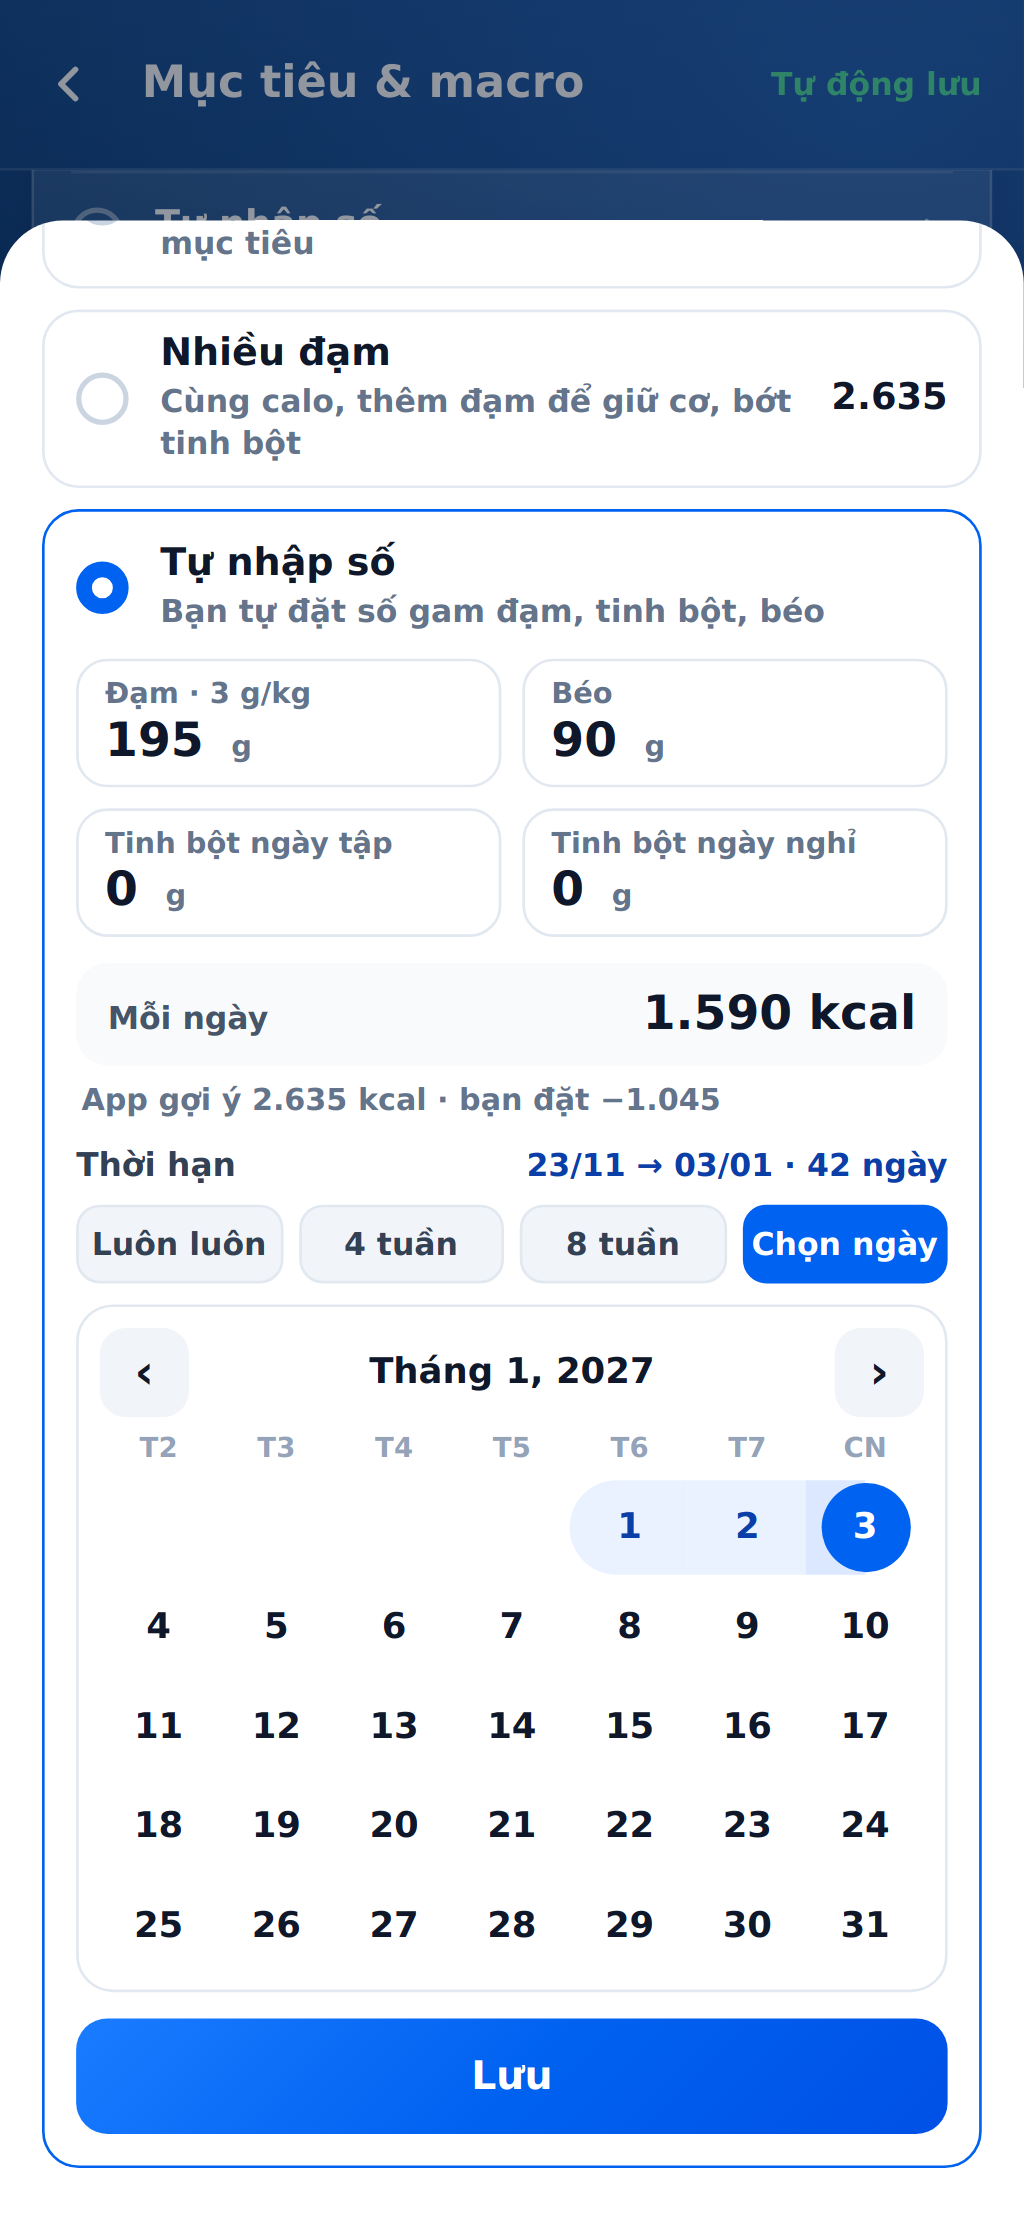 Mục tiêu & macro
Tự động lưu
Tự nhập số
mục tiêu
Nhiều đạm
Cùng calo, thêm đạm để giữ cơ, bớt
tinh bột
2.635
Tự nhập số
Bạn tự đặt số gam đạm, tinh bột, béo
Đạm · 3 g/kg
195 g
Béo
90 g
Tinh bột ngày tập
0 g
Tinh bột ngày nghỉ
0 g
Mỗi ngày
1.590 kcal
App gợi ý 2.635 kcal · bạn đặt −1.045
Thời hạn
23/11 → 03/01 · 42 ngày
Luôn luôn
4 tuần
8 tuần
Chọn ngày
‹
Tháng 1, 2027
›
T2 T3 T4 T5 T6 T7 CN
1 2 3
4 5 6 7 8 9 10
11 12 13 14 15 16 17
18 19 20 21 22 23 24
25 26 27 28 29 30 31
Lưu